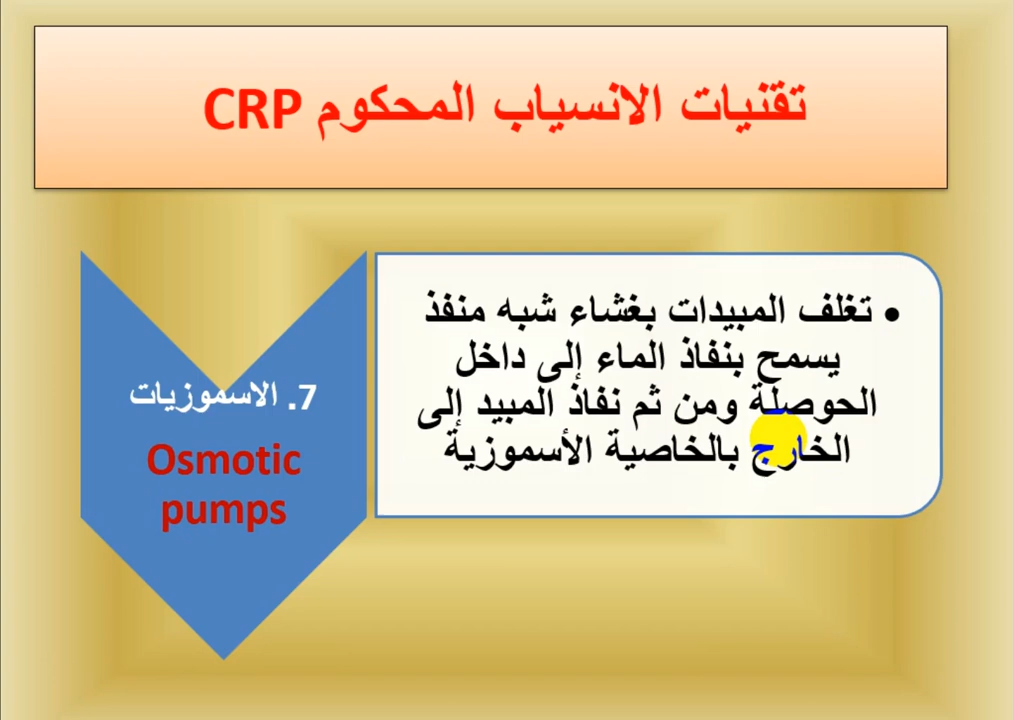 تقنيات الانسياب المحكوم CRP
7. الاسموزيات
Osmotic
pumps
• تغلف المبيدات بغشاء شبه منفذ
يسمح بنفاذ الماء إلى داخل
الحوصلة ومن ثم نفاذ المبيد إلى
الخارج بالخاصية الأسموزية